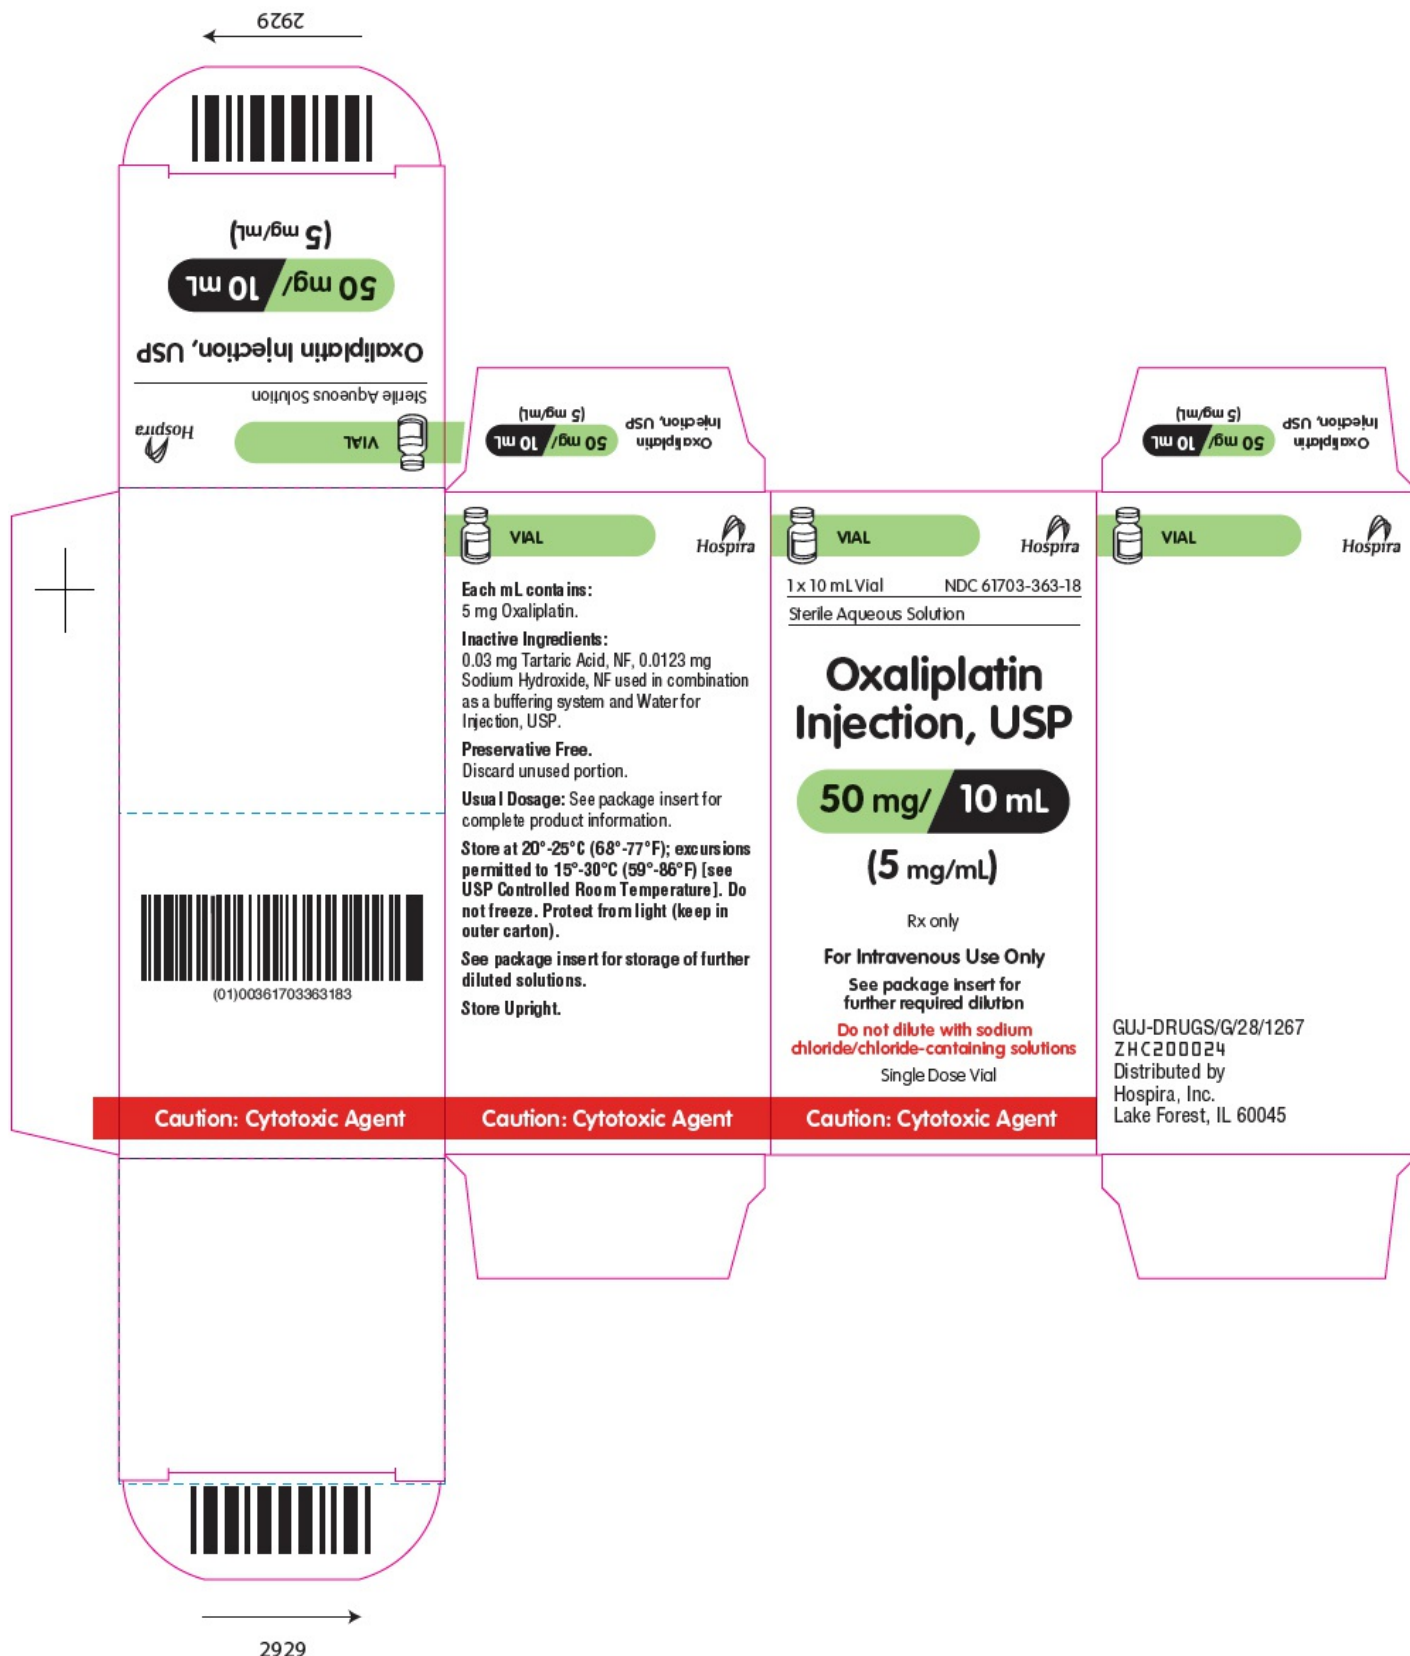 2929
(5 mg/mL)
50 mg/ 10 mL
Oxaliplatin Injection, USP
Sterile Aqueous Solution
VIAL
Hospira
(5 mg/mL)
50 mg/ 10 mL
Oxaliplatin
Injection, USP
(5 mg/mL)
50 mg/ 10 mL
Oxaliplatin
Injection, USP
(01)00361703363183
Caution: Cytotoxic Agent
VIAL
Hospira
Each mL contains:
5 mg Oxaliplatin.
Inactive Ingredients:
0.03 mg Tartaric Acid, NF, 0.0123 mg
Sodium Hydroxide, NF used in combination
as a buffering system and Water for
Injection, USP.
Preservative Free.
Discard unused portion.
Usual Dosage: See package insert for
complete product information.
Store at 20°-25°C (68°-77°F); excursions
permitted to 15°-30°C (59°-86°F) [see
USP Controlled Room Temperature]. Do
not freeze. Protect from light (keep in
outer carton).
See package insert for storage of further
diluted solutions.
Store Upright.
Caution: Cytotoxic Agent
VIAL
Hospira
1 x 10 mL Vial NDC 61703-363-18
Sterile Aqueous Solution
Oxaliplatin
Injection, USP
50 mg/ 10 mL
(5 mg/mL)
Rx only
For Intravenous Use Only
See package insert for
further required dilution
Do not dilute with sodium
chloride/chloride-containing solutions
Single Dose Vial
Caution: Cytotoxic Agent
VIAL
Hospira
GUJ-DRUGS/G/28/1267
ZHC200024
Distributed by
Hospira, Inc.
Lake Forest, IL 60045
2929